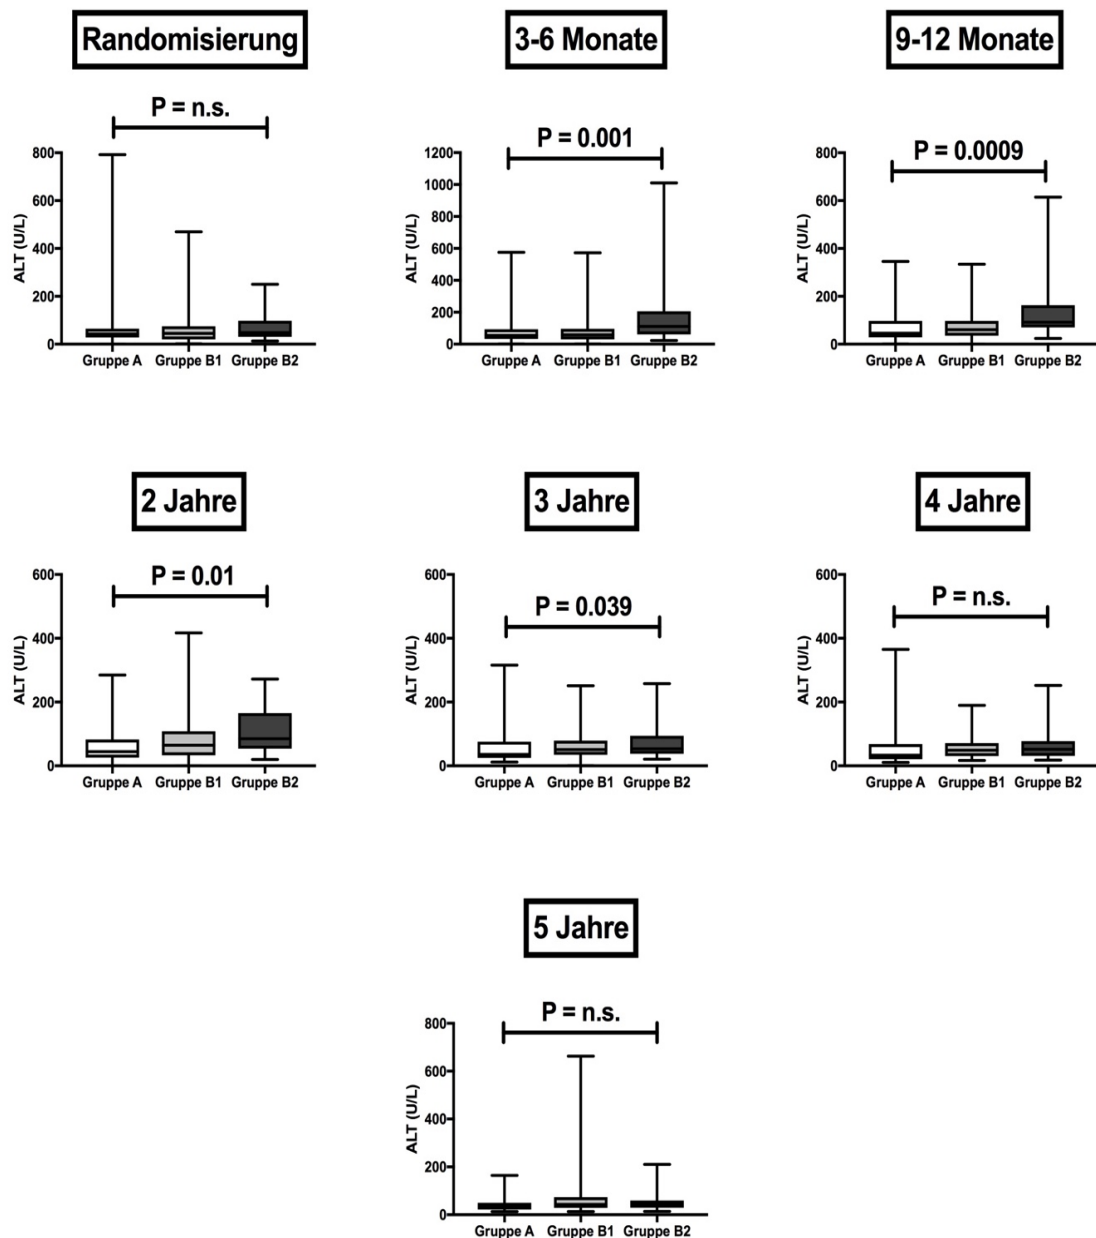 Randomisierung
P = n.s.
800
600
400
200
0
ALT (U/L)
Gruppe A Gruppe B1 Gruppe B2
3-6 Monate
P = 0.001
1200
1000
800
600
400
200
0
ALT (U/L)
Gruppe A Gruppe B1 Gruppe B2
9-12 Monate
P = 0.0009
800
600
400
200
0
ALT (U/L)
Gruppe A Gruppe B1 Gruppe B2
2 Jahre
P = 0.01
600
400
200
0
ALT (U/L)
Gruppe A Gruppe B1 Gruppe B2
3 Jahre
P = 0.039
600
400
200
0
ALT (U/L)
Gruppe A Gruppe B1 Gruppe B2
4 Jahre
P = n.s.
600
400
200
0
ALT (U/L)
Gruppe A Gruppe B1 Gruppe B2
5 Jahre
P = n.s.
800
600
400
200
0
ALT (U/L)
Gruppe A Gruppe B1 Gruppe B2